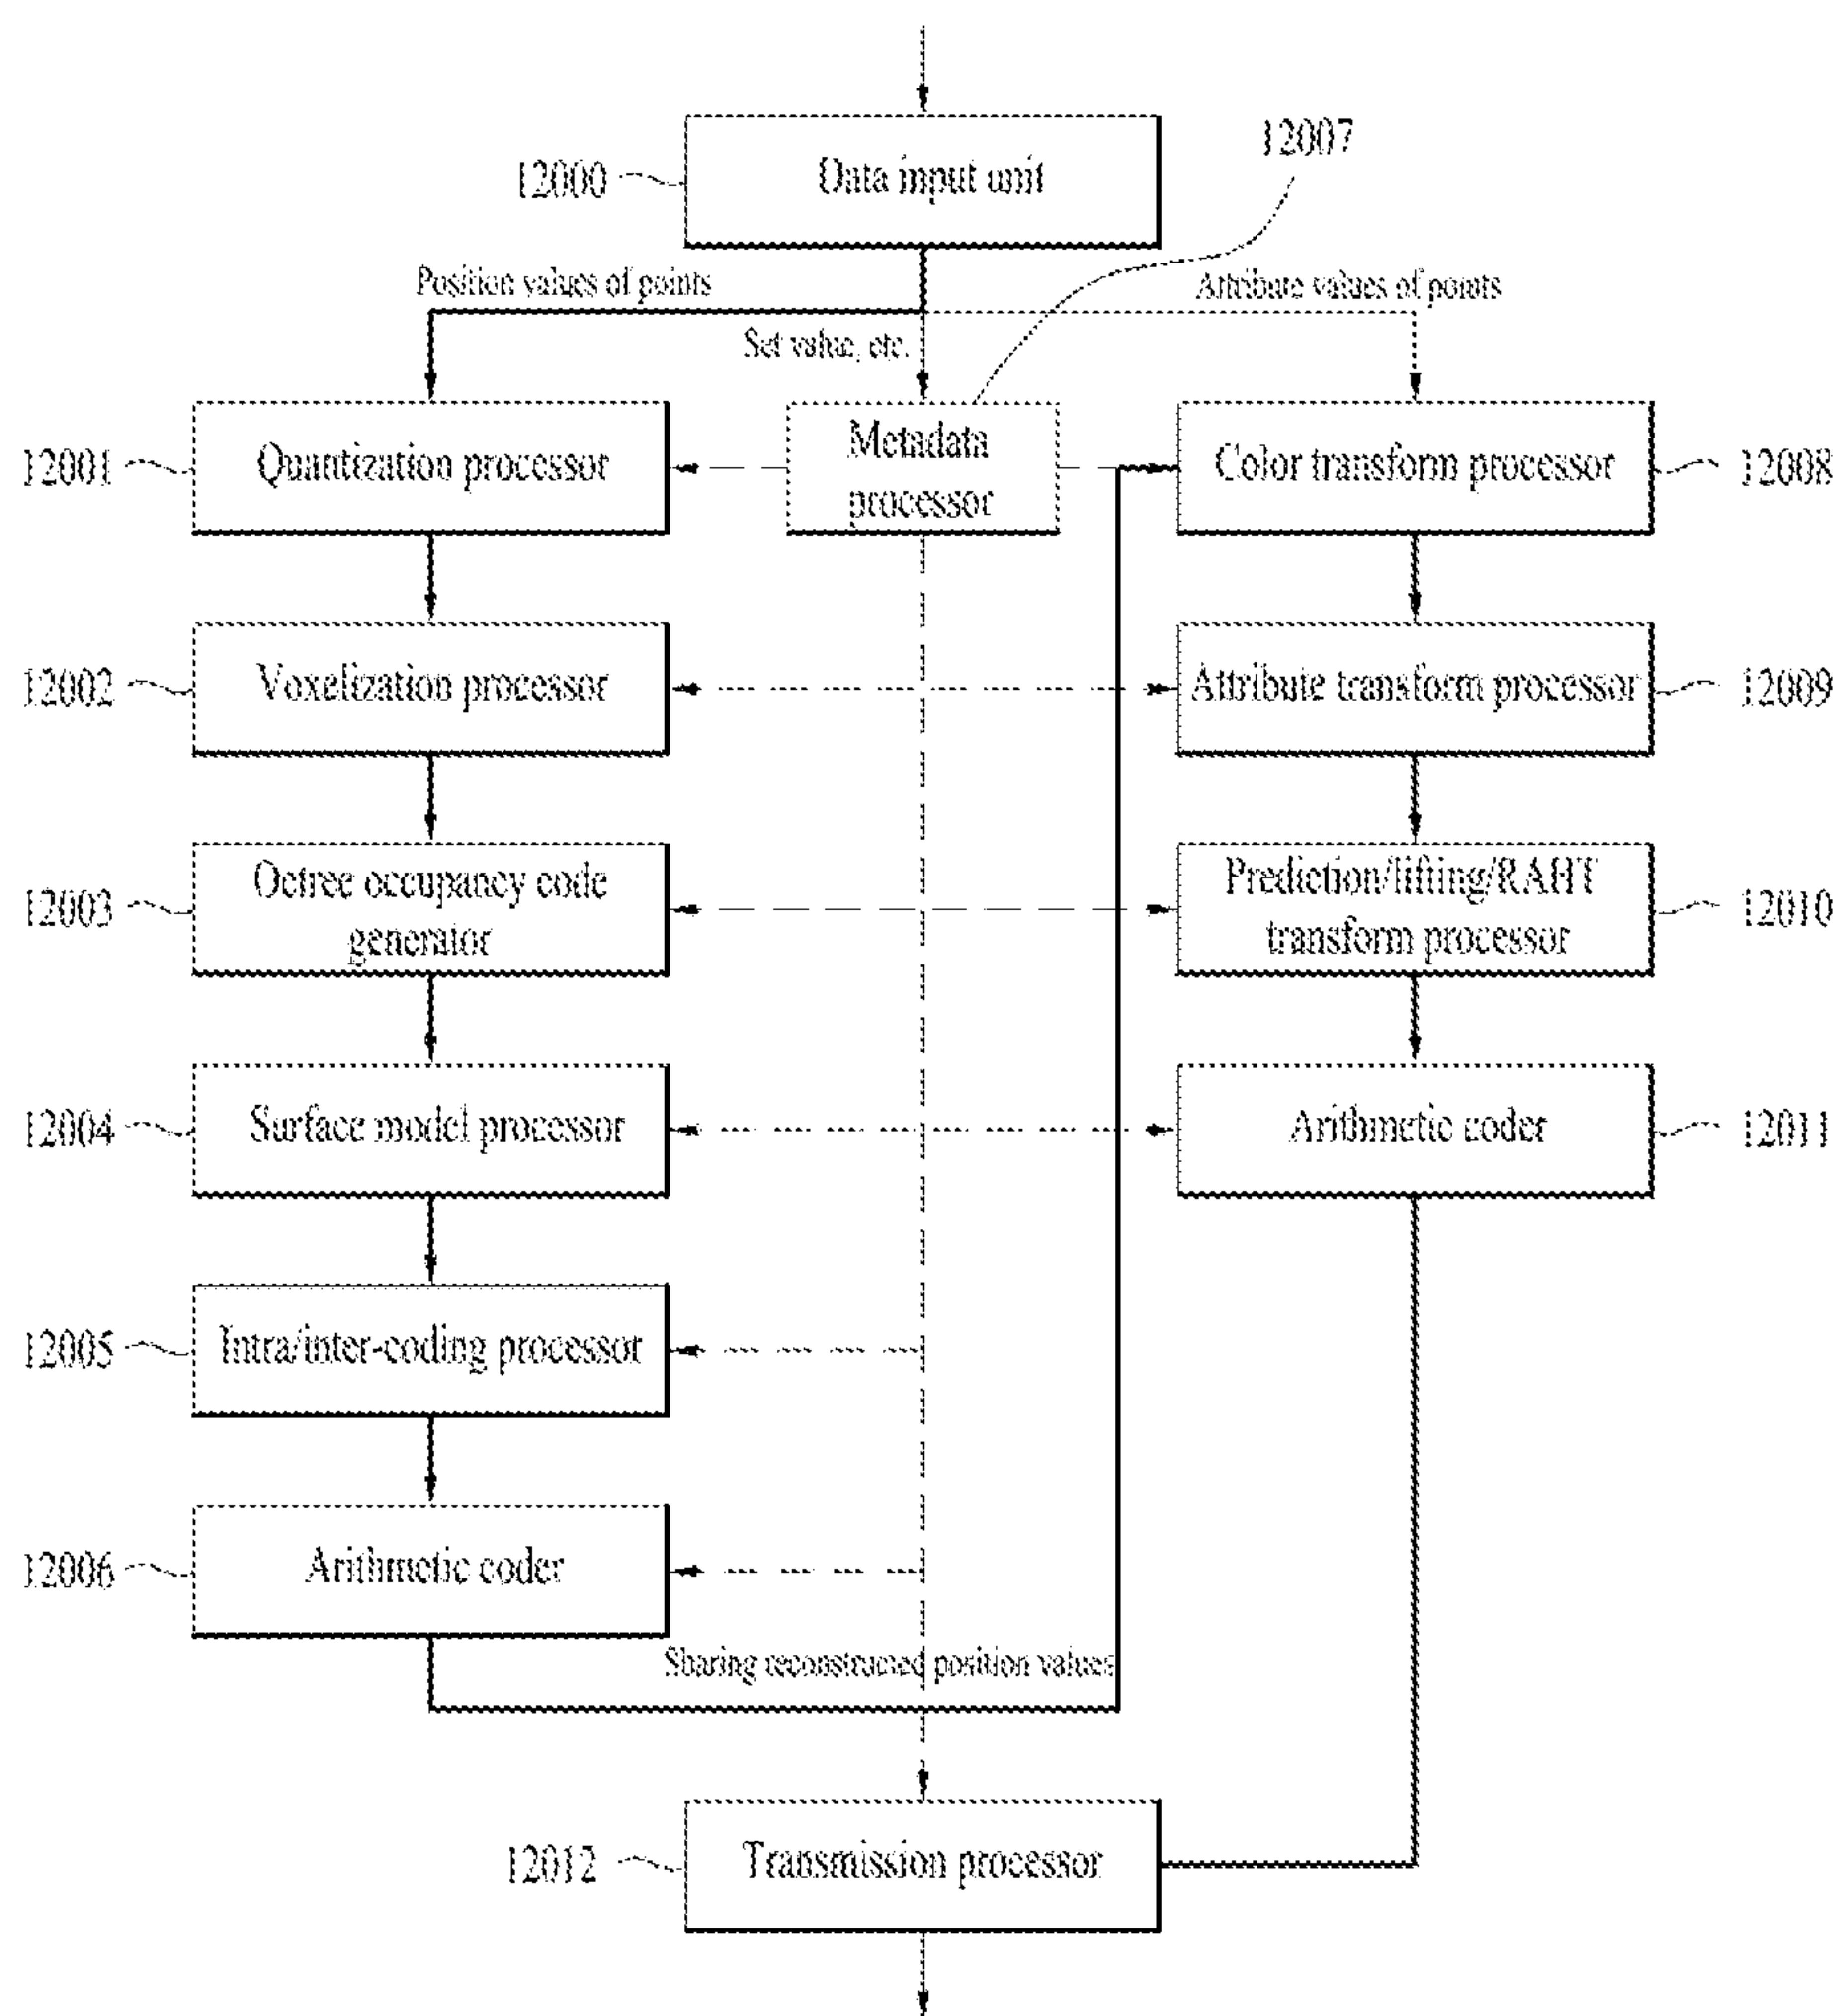 12007
12000
Data input unit
Position values of points
Attribute values of points
Set value, etc.
12001
Quantization processor
Metadata
processor
Color transform processor
12008
12002
Voxelization processor
Attribute transform processor
12009
12003
Octree occupancy code
generator
Prediction/lifting/RAHT
transform processor
12010
12004
Surface model processor
Arithmetic coder
12011
12005
Intra/inter-coding processor
12006
Arithmetic coder
Sharing reconstructed position values
12012
Transmission processor